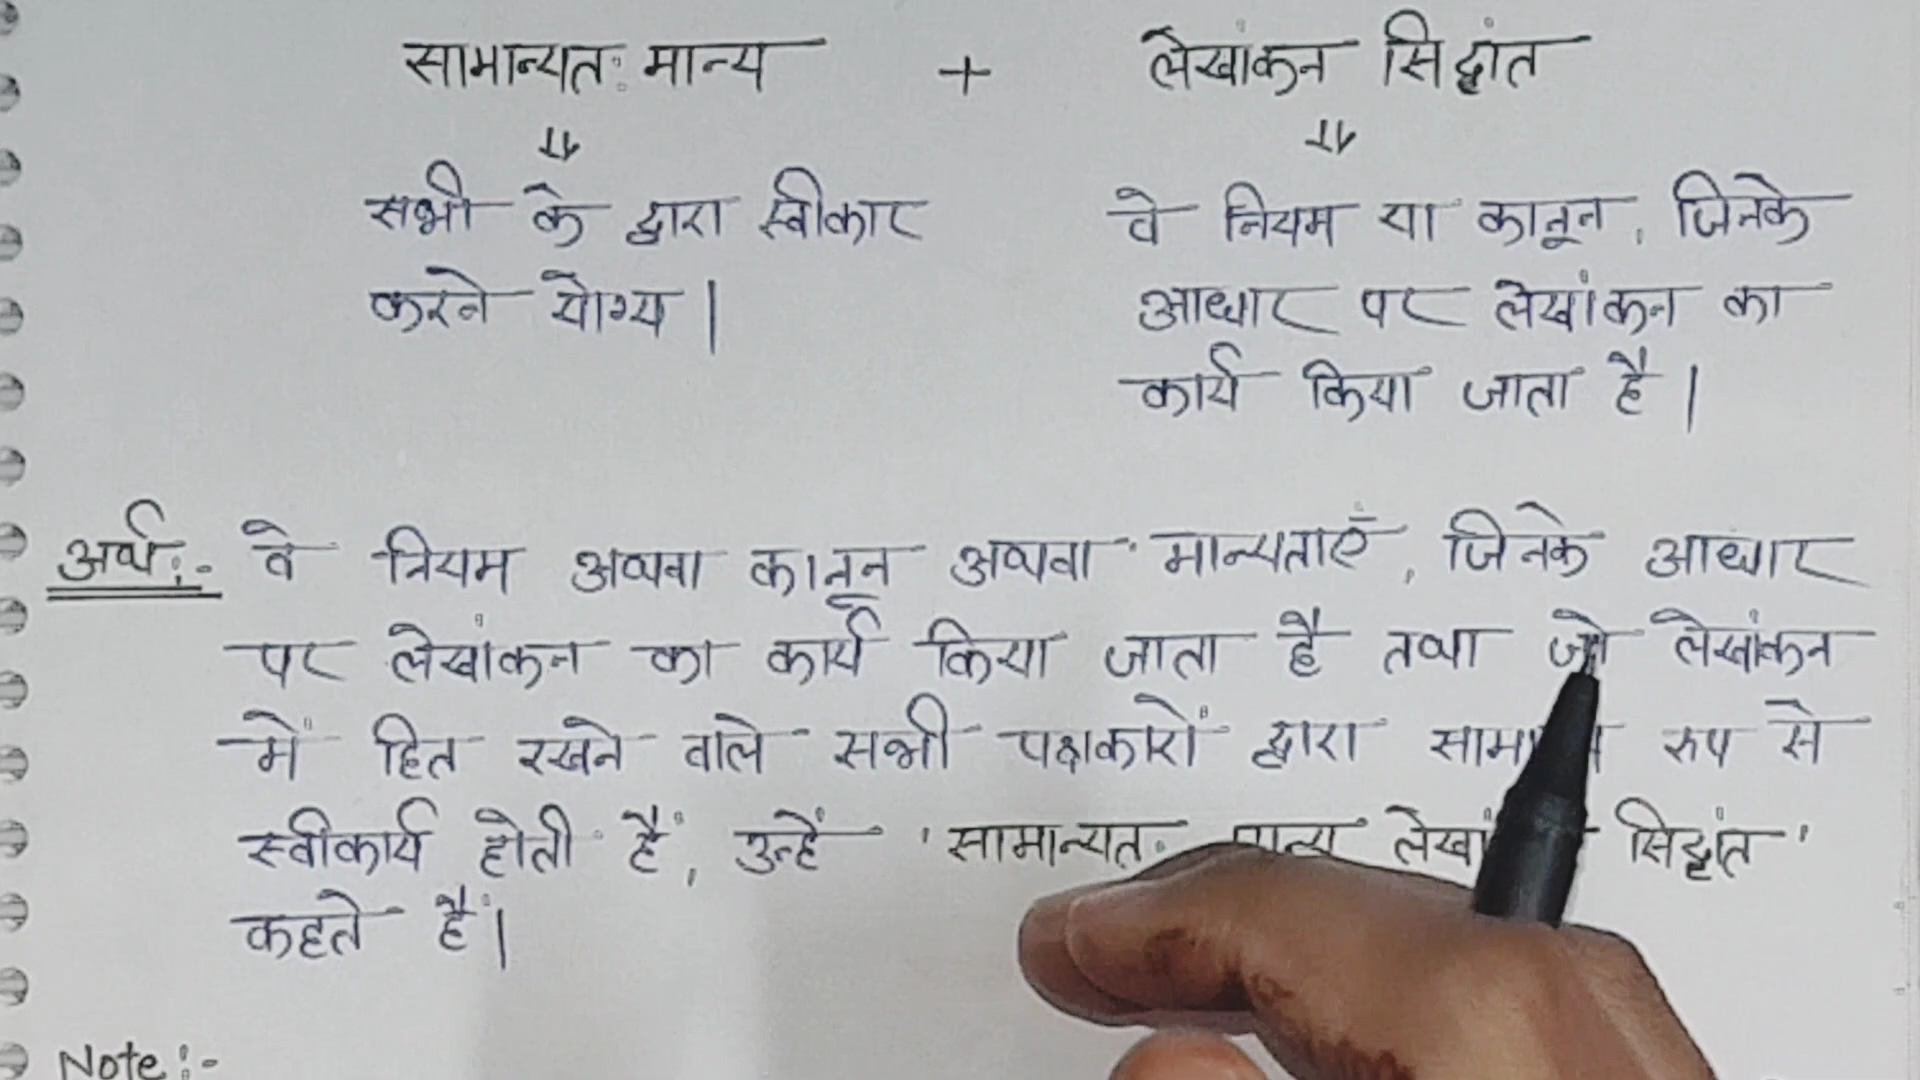 सामान्यतः मान्य + लेखांकन सिद्धांत
सभी के द्वारा स्वीकार
करने योग्य।
वे नियम या कानून, जिनके
आधार पर लेखांकन का
कार्य किया जाता है।
अर्थ:- वे नियम अथवा कानून अथवा मान्यताएं, जिनके आधार
पर लेखांकन का कार्य किया जाता है तथा जो लेखांकन
में हित रखने वाले सभी पक्षकारों द्वारा रुप से
स्वीकार्य होती हैं, उन्हें 'सामान्यतः मान्य सिद्धांत'
कहते हैं।
Note:-